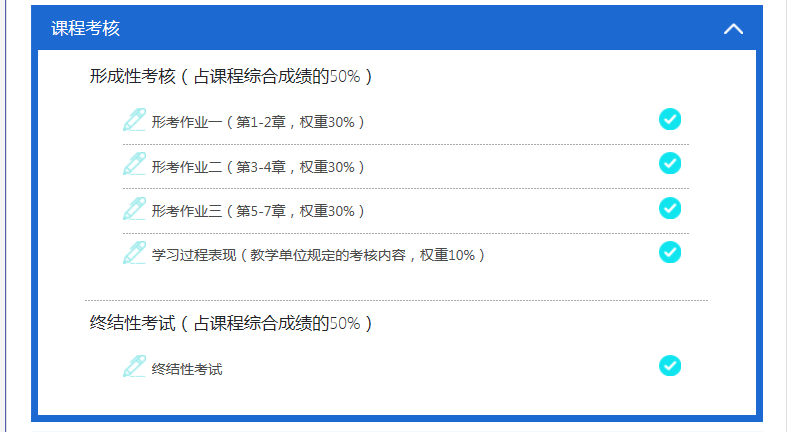 课程考核
形成性考核（占课程综合成绩的50%）
形考作业一（第1-2章，权重30%）
形考作业二（第3-4章，权重30%）
形考作业三（第5-7章，权重30%）
学习过程表现（教学单位规定的考核内容，权重10%）
终结性考试（占课程综合成绩的50%）
终结性考试